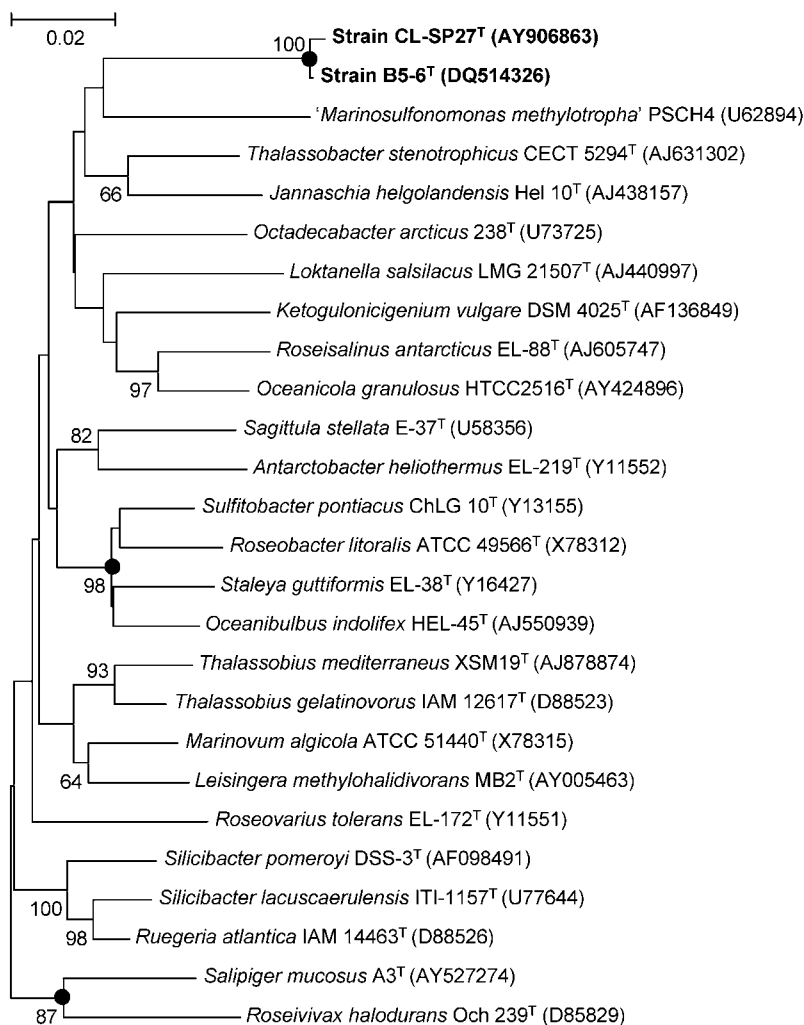 0.02
100
Strain CL-SP27ᵀ (AY906863)
Strain B5-6ᵀ (DQ514326)
'Marinosulfonomonas methylotropha' PSCH4 (U62894)
Thalassobacter stenotrophicus CECT 5294ᵀ (AJ631302)
66
Jannaschia helgolandensis Hel 10ᵀ (AJ438157)
Octadecabacter arcticus 238ᵀ (U73725)
Loktanella salsilacus LMG 21507ᵀ (AJ440997)
Ketogulonicigenium vulgare DSM 4025ᵀ (AF136849)
Roseisalinus antarcticus EL-88ᵀ (AJ605747)
97
Oceanicola granulosus HTCC2516ᵀ (AY424896)
82
Sagittula stellata E-37ᵀ (U58356)
Antarctobacter heliothermus EL-219ᵀ (Y11552)
Sulfitobacter pontiacus ChLG 10ᵀ (Y13155)
Roseobacter litoralis ATCC 49566ᵀ (X78312)
98
Staleya guttiformis EL-38ᵀ (Y16427)
Oceanibulbus indolifex HEL-45ᵀ (AJ550939)
93
Thalassobius mediterraneus XSM19ᵀ (AJ878874)
Thalassobius gelatinovorus IAM 12617ᵀ (D88523)
Marinovum algicola ATCC 51440ᵀ (X78315)
64
Leisingera methylohalidivorans MB2ᵀ (AY005463)
Roseovarius tolerans EL-172ᵀ (Y11551)
Silicibacter pomeroyi DSS-3ᵀ (AF098491)
100
Silicibacter lacuscaerulensis ITI-1157ᵀ (U77644)
98
Ruegeria atlantica IAM 14463ᵀ (D88526)
Salipiger mucosus A3ᵀ (AY527274)
87
Roseivivax halodurans Och 239ᵀ (D85829)